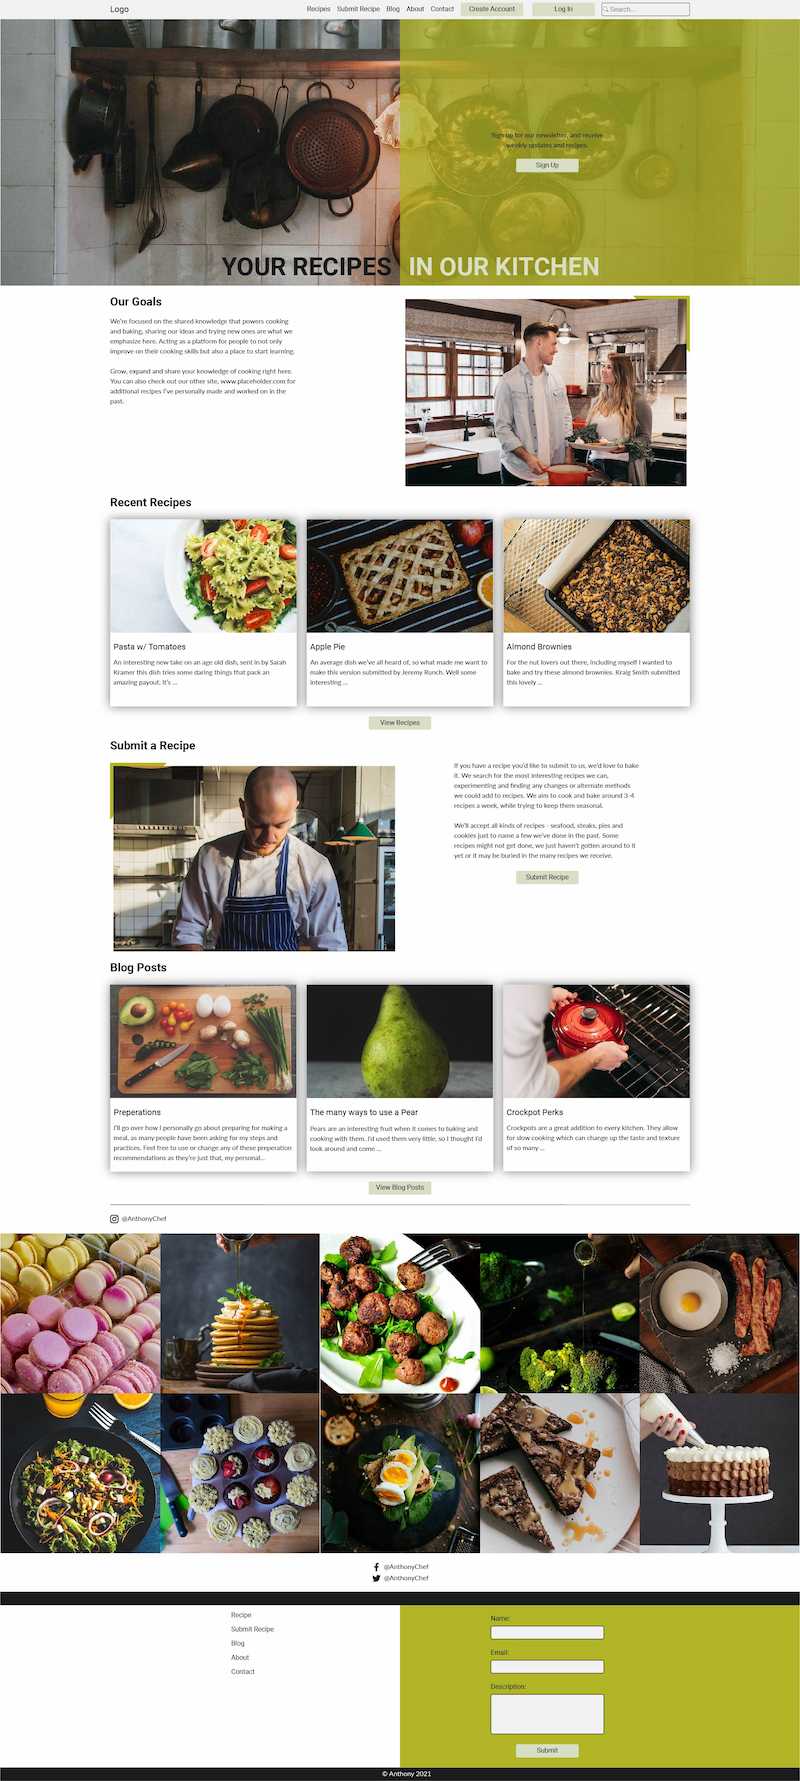 Logo
Recipes Submit Recipe Blog About Contact Create Account Log In Search...
Sign up for our newsletter, and receive
weekly updates and recipes.
Sign Up
YOUR RECIPES IN OUR KITCHEN
Our Goals
We're focused on the shared knowledge that powers cooking
and baking, sharing our ideas and trying new ones are what we
emphasize here. Acting as a platform for people to not only
improve on their cooking skills but also a place to start learning.
Grow, expand and share your knowledge of cooking right here.
You can also check out our other site, www.placeholder.com for
additional recipes I've personally made and worked on in the
past.
Recent Recipes
Pasta w/ Tomatoes
An interesting new take on an age old dish, sent in by Sarah
Kramer this dish tries some daring things that pack an
amazing payout. It's ...
Apple Pie
An average dish we've all heard of, so what made me want to
make this version submitted by Jeremy Runch. Well some
interesting ...
Almond Brownies
For the nut lovers out there, including myself I wanted to
bake and try these almond brownies. Kraig Smith submitted
this lovely ...
View Recipes
Submit a Recipe
If you have a recipe you'd like to submit to us, we'd love to bake
it. We search for the most interesting recipes we can,
experimenting and finding any changes or alternate methods
we could add to recipes. We aim to cook and bake around 3-4
recipes a week, while trying to keep them seasonal.
We'll accept all kinds of recipes - seafood, steaks, pies and
cookies just to name a few we've done in the past. Some
recipes might not get done, we just haven't gotten around to it
yet or it may be buried in the many recipes we receive.
Submit Recipe
Blog Posts
Preperations
I'll go over how I personally go about preparing for making a
meal, as many people have been asking for my steps and
practices. Feel free to use or change any of these preperation
recommendations as they're just that, my personal...
The many ways to use a Pear
Pears are an interesting fruit when it comes to baking and
cooking with them. I'd used them very little, so I thought I'd
look around and come ...
Crockpot Perks
Crockpots are a great addition to every kitchen. They allow
for slow cooking which can change up the taste and texture
of so many ...
View Blog Posts
@AnthonyChef
@AnthonyChef
@AnthonyChef
Recipe
Submit Recipe
Blog
About
Contact
Name:
Email:
Description:
Submit
© Anthony 2021